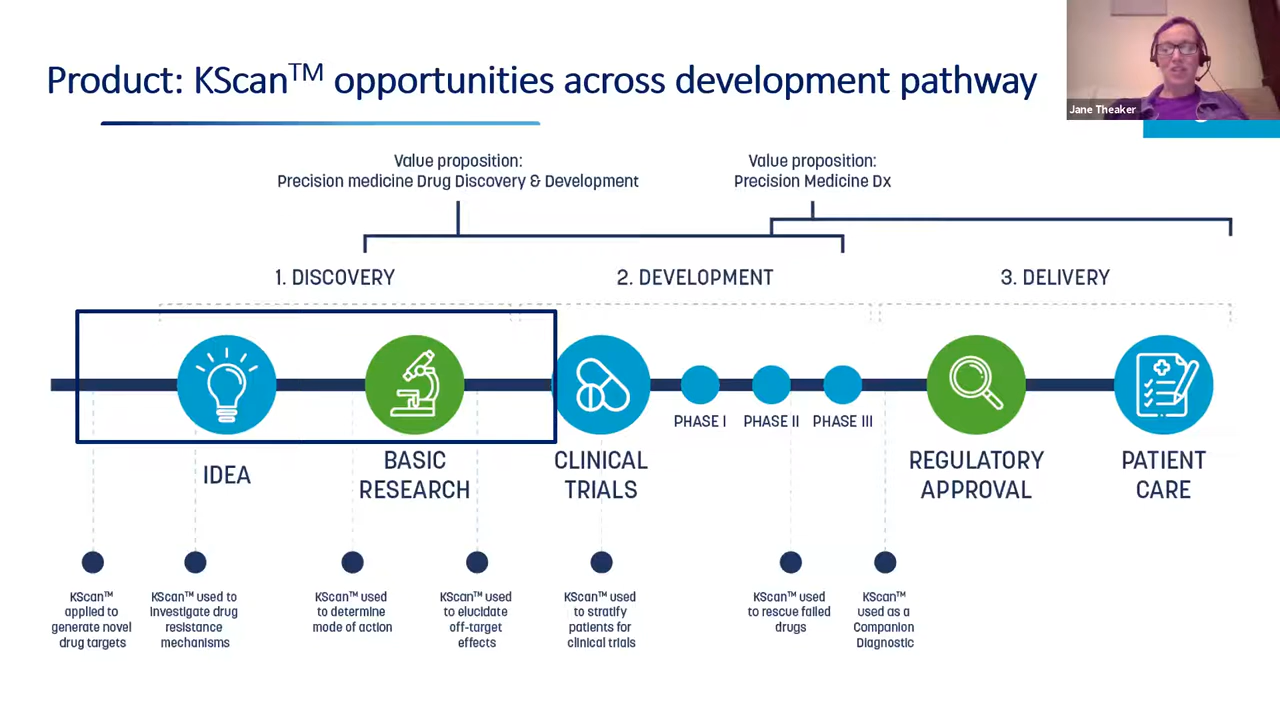 Product: KScan™ opportunities across development pathway
Jane Theaker
Value proposition:
Precision medicine Drug Discovery & Development
Value proposition:
Precision Medicine Dx
1. DISCOVERY
2. DEVELOPMENT
3. DELIVERY
PHASE I
PHASE II
PHASE III
IDEA
BASIC
RESEARCH
CLINICAL
TRIALS
REGULATORY
APPROVAL
PATIENT
CARE
KScan™
applied to
generate novel
drug targets
KScan™ used to
investigate drug
resistance
mechanisms
KScan™ used
to determine
mode of action
KScan™ used
to elucidate
off-target
effects
KScan™ used
to stratify
patients for
clinical trials
KScan™ used
to rescue failed
drugs
KScan™
used as a
Companion
Diagnostic